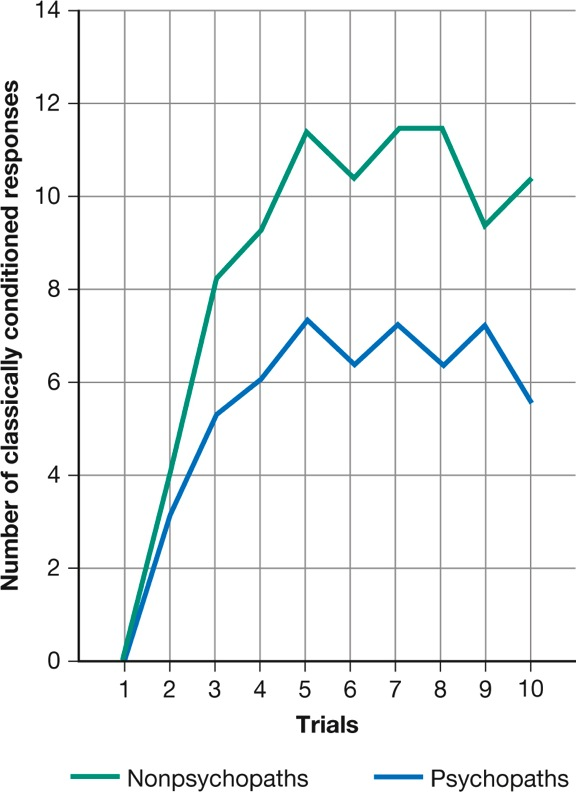 14
12
10
8
6
4
2
0
Number of classically conditioned responses
1 2 3 4 5 6 7 8 9 10
Trials
Nonpsychopaths Psychopaths